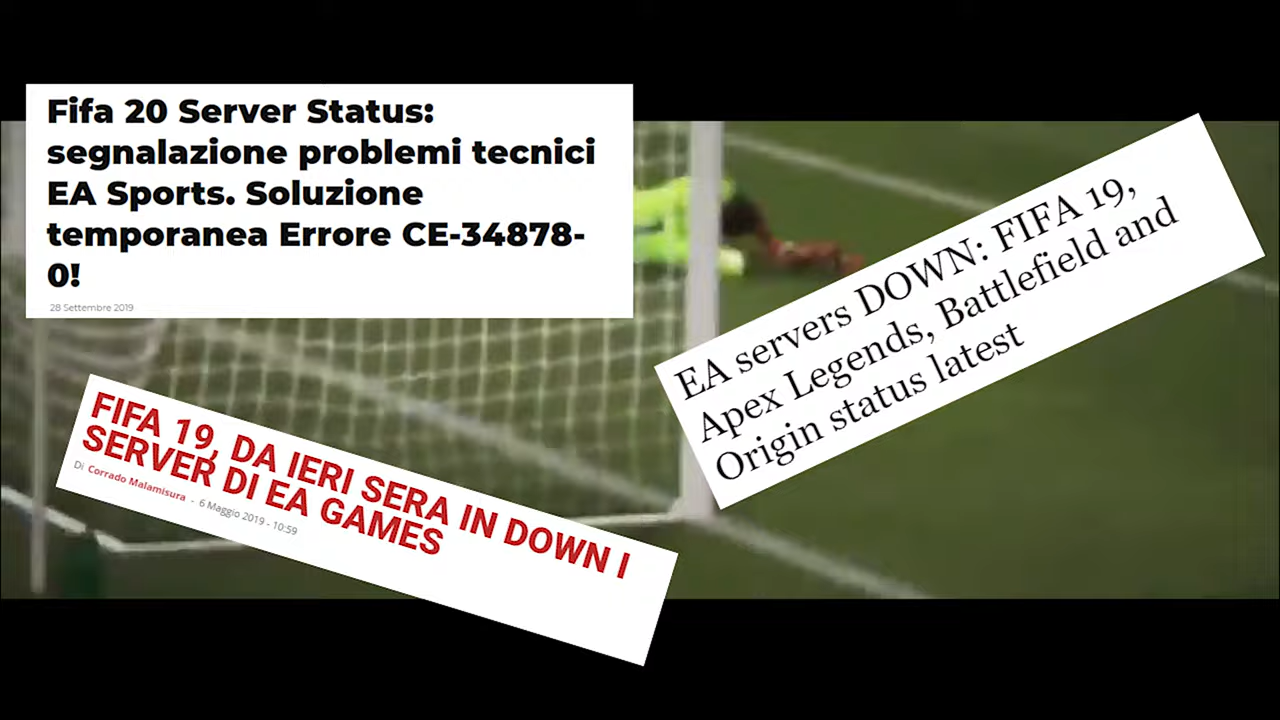 Fifa 20 Server Status:
segnalazione problemi tecnici
EA Sports. Soluzione
temporanea Errore CE-34878-
0!
28 Settembre 2019
EA servers DOWN: FIFA 19,
Apex Legends, Battlefield and
Origin status latest
FIFA 19, DA IERI SERA IN DOWN I
SERVER DI EA GAMES
Di Corrado Malamisura - 6 Maggio 2019 - 10:59